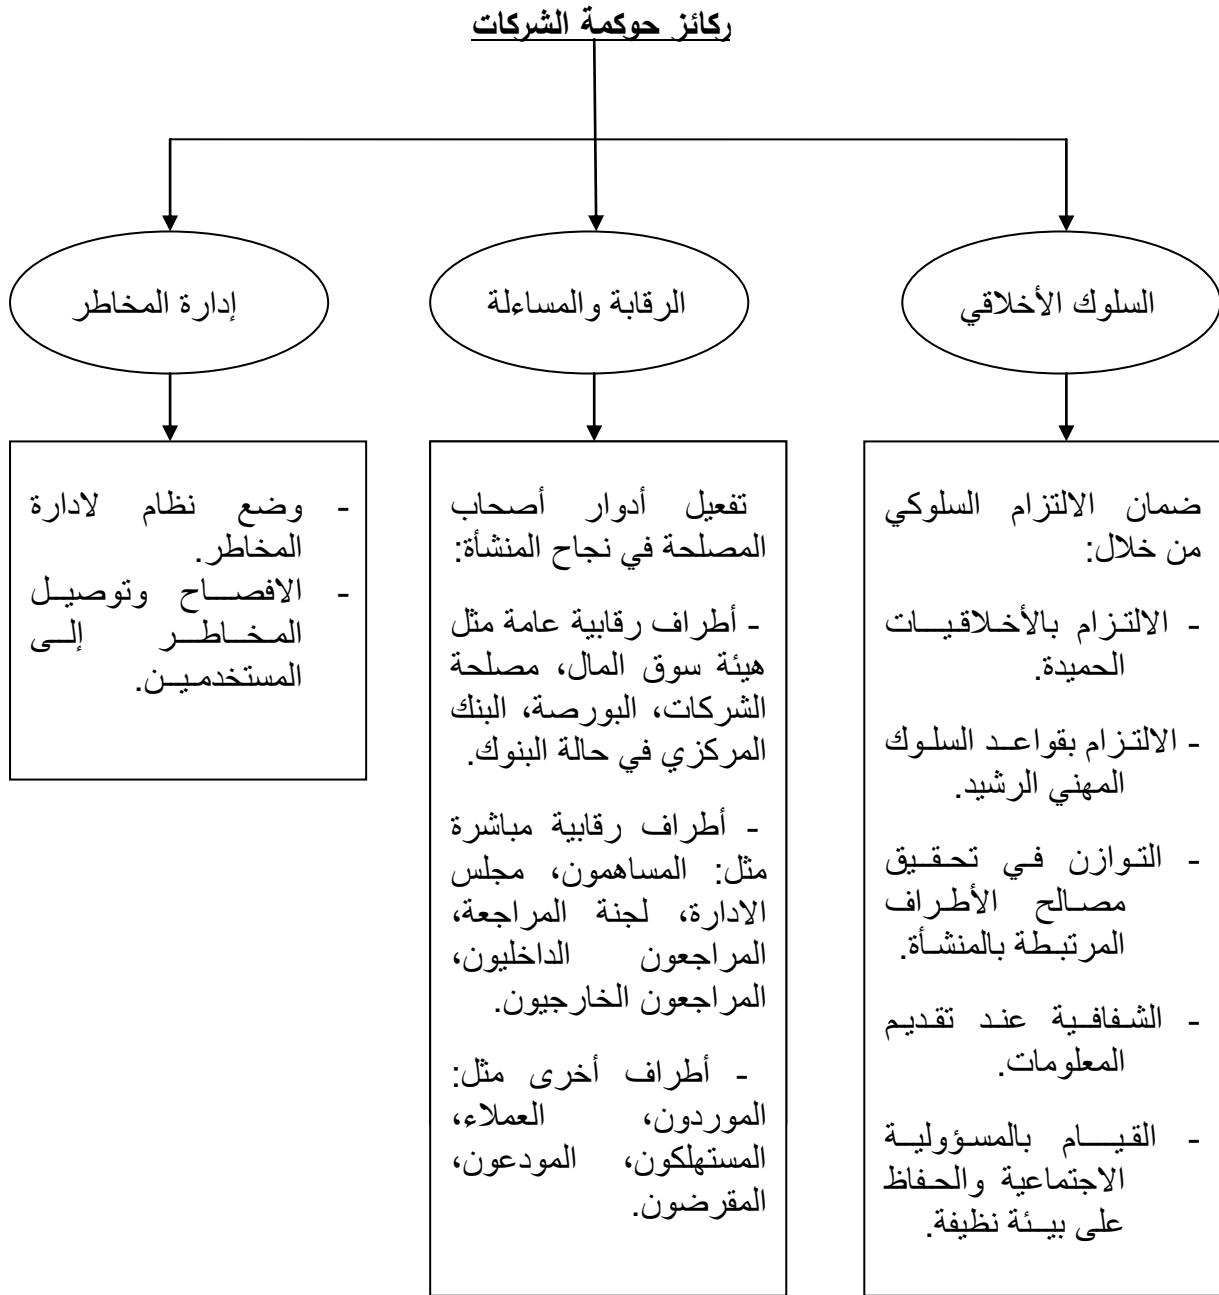 ركائز حوكمة الشركات
السلوك الأخلاقي
الرقابة والمساءلة
إدارة المخاطر
ضمان الالتزام السلوكي
من خلال:
- الالتزام بالأخلاقيات
الحميدة.
- الالتزام بقواعد السلوك
المهني الرشيد.
- التوازن في تحقيق
مصالح الأطراف
المرتبطة بالمنشأة.
- الشفافية عند تقديم
المعلومات.
- القيام بالمسؤولية
الاجتماعية والحفاظ
على بيئة نظيفة.
تفعيل أدوار أصحاب
المصلحة في نجاح المنشأة:
- أطراف رقابية عامة مثل
هيئة سوق المال، مصلحة
الشركات، البورصة، البنك
المركزي في حالة البنوك.
- أطراف رقابية مباشرة
مثل: المساهمون، مجلس
الادارة، لجنة المراجعة،
المراجعون الداخليون،
المراجعون الخارجيون.
- أطراف أخرى مثل:
الموردون، العملاء،
المستهلكون، المودعون،
المقرضون.
- وضع نظام لادارة
المخاطر.
- الافصاح وتوصيل
المخاطر إلى
المستخدمين.